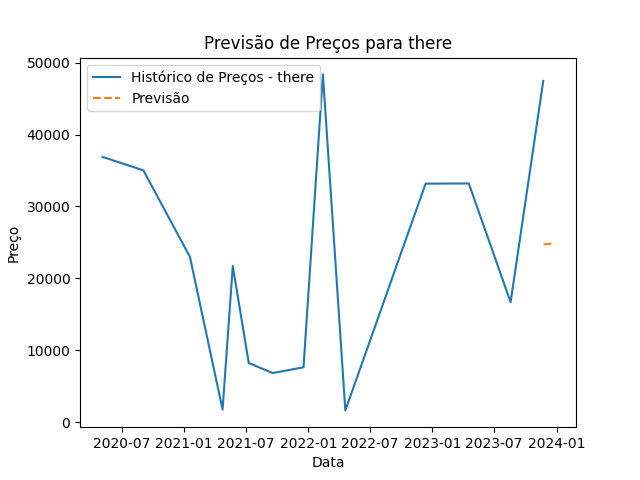 Previsão de Preços para there
Histórico de Preços - there
Previsão
Preço
50000
40000
30000
20000
10000
0
2020-07 2021-01 2021-07 2022-01 2022-07 2023-01 2023-07 2024-01
Data